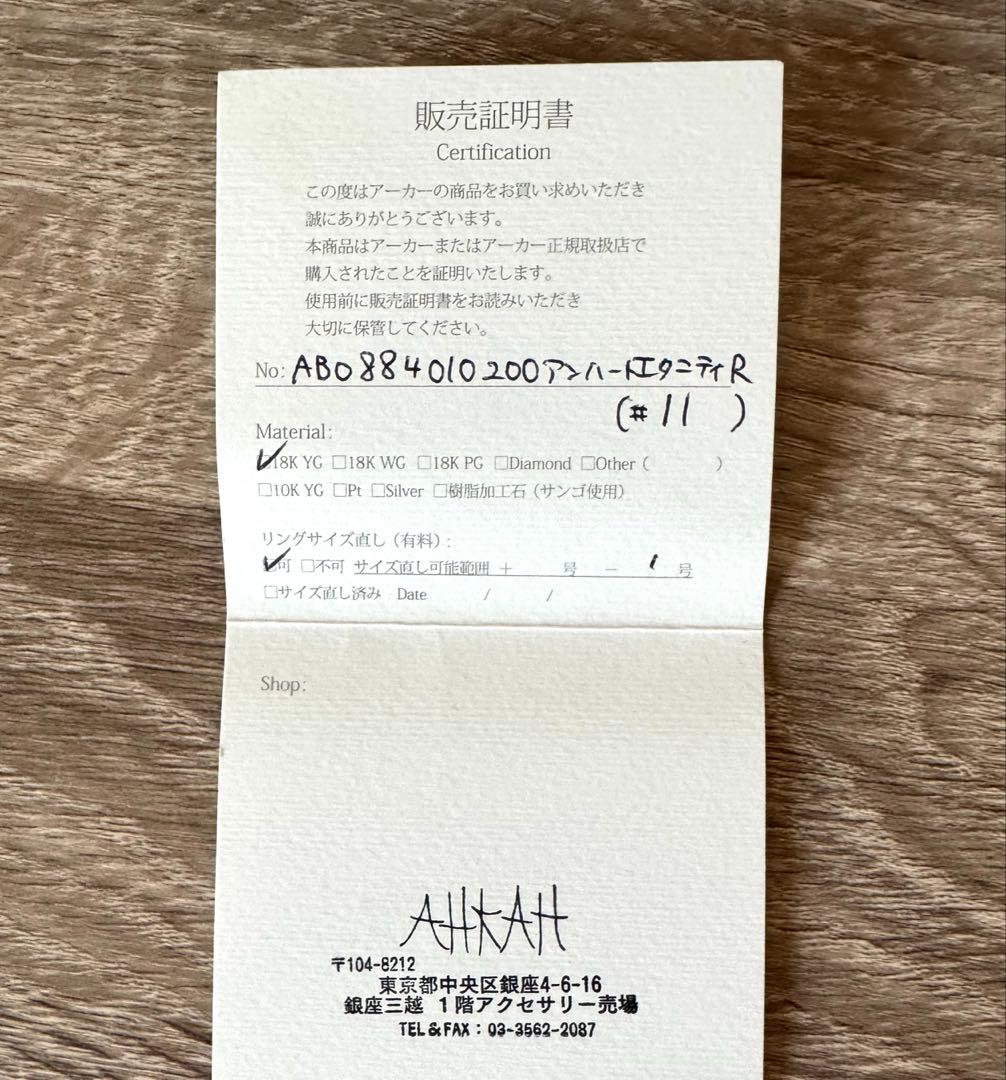 販売証明書
Certification
この度はアーカーの商品をお買い求めいただき
誠にありがとうございます。
本商品はアーカーまたはアーカー正規取扱店で
購入されたことを証明いたします。
使用前に販売証明書をお読みいただき
大切に保管してください。
No: AB0884010200アンハートエタニティR
(#11)
Material:
☑18K YG □18K WG □18K PG □Diamond □Other (        )
□10K YG □Pt □Silver □樹脂加工石 (サンゴ使用)
リングサイズ直し (有料) :
☑可 □不可 サイズ直し可能範囲 +    号 − 1 号
□サイズ直し済み Date    /    /
Shop:
AHKAH
〒104-8212
東京都中央区銀座4-6-16
銀座三越 1階アクセサリー売場
TEL&FAX : 03-3562-2087